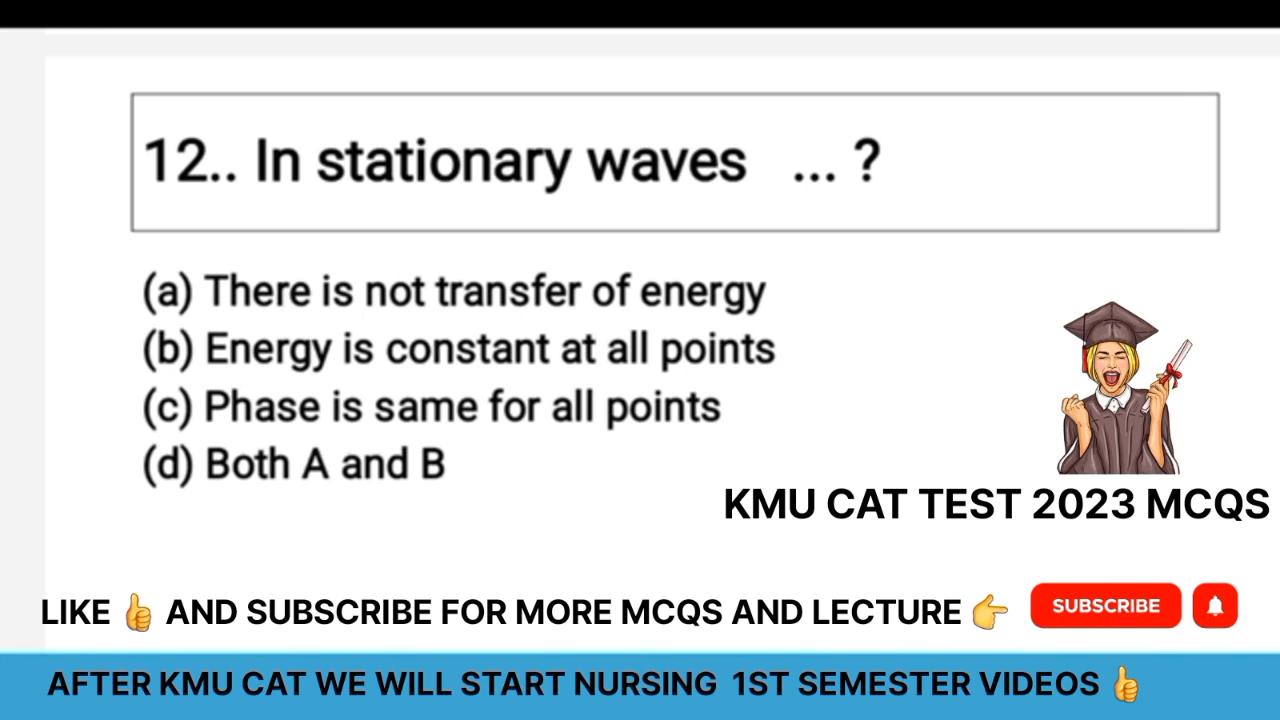 12.. In stationary waves ... ?
(a) There is not transfer of energy
(b) Energy is constant at all points
(c) Phase is same for all points
(d) Both A and B
KMU CAT TEST 2023 MCQS
LIKE 👍 AND SUBSCRIBE FOR MORE MCQS AND LECTURE 👉 SUBSCRIBE
AFTER KMU CAT WE WILL START NURSING 1ST SEMESTER VIDEOS 👍